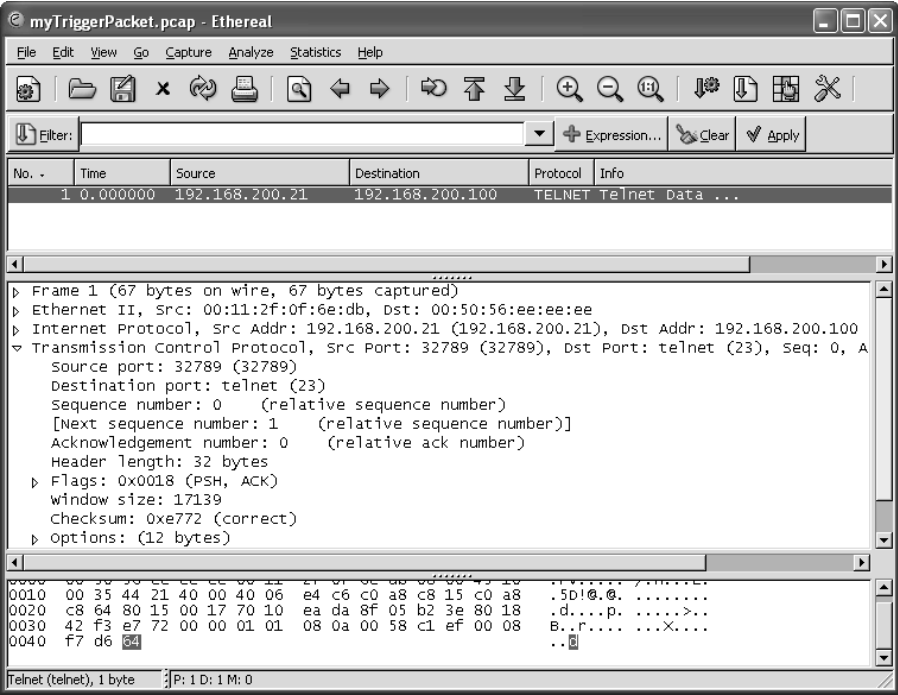 myTriggerPacket.pcap - Ethereal
File Edit View Go Capture Analyze Statistics Help
Filter: Expression... Clear Apply
No. . Time Source Destination Protocol Info
1 0.000000 192.168.200.21 192.168.200.100 TELNET Telnet Data ...
Frame 1 (67 bytes on wire, 67 bytes captured)
Ethernet II, Src: 00:11:2f:0f:6e:db, Dst: 00:50:56:ee:ee:ee
Internet Protocol, Src Addr: 192.168.200.21 (192.168.200.21), Dst Addr: 192.168.200.100
Transmission Control Protocol, Src Port: 32789 (32789), Dst Port: telnet (23), Seq: 0, A
Source port: 32789 (32789)
Destination port: telnet (23)
Sequence number: 0 (relative sequence number)
[Next sequence number: 1 (relative sequence number)]
Acknowledgement number: 0 (relative ack number)
Header length: 32 bytes
Flags: 0x0018 (PSH, ACK)
Window size: 17139
Checksum: 0xe772 (correct)
Options: (12 bytes)
0010 00 35 44 21 40 00 40 06 e4 c6 c0 a8 c8 15 c0 a8 .5D!@.@. ........
0020 c8 64 80 15 00 17 70 10 ea da 8f 05 b2 3e 80 18 .d....p. .....>..
0030 42 f3 e7 72 00 00 01 01 08 0a 00 58 c1 ef 00 08 B..r.... ...X....
0040 f7 d6 64 ..d
Telnet (telnet), 1 byte P: 1 D: 1 M: 0